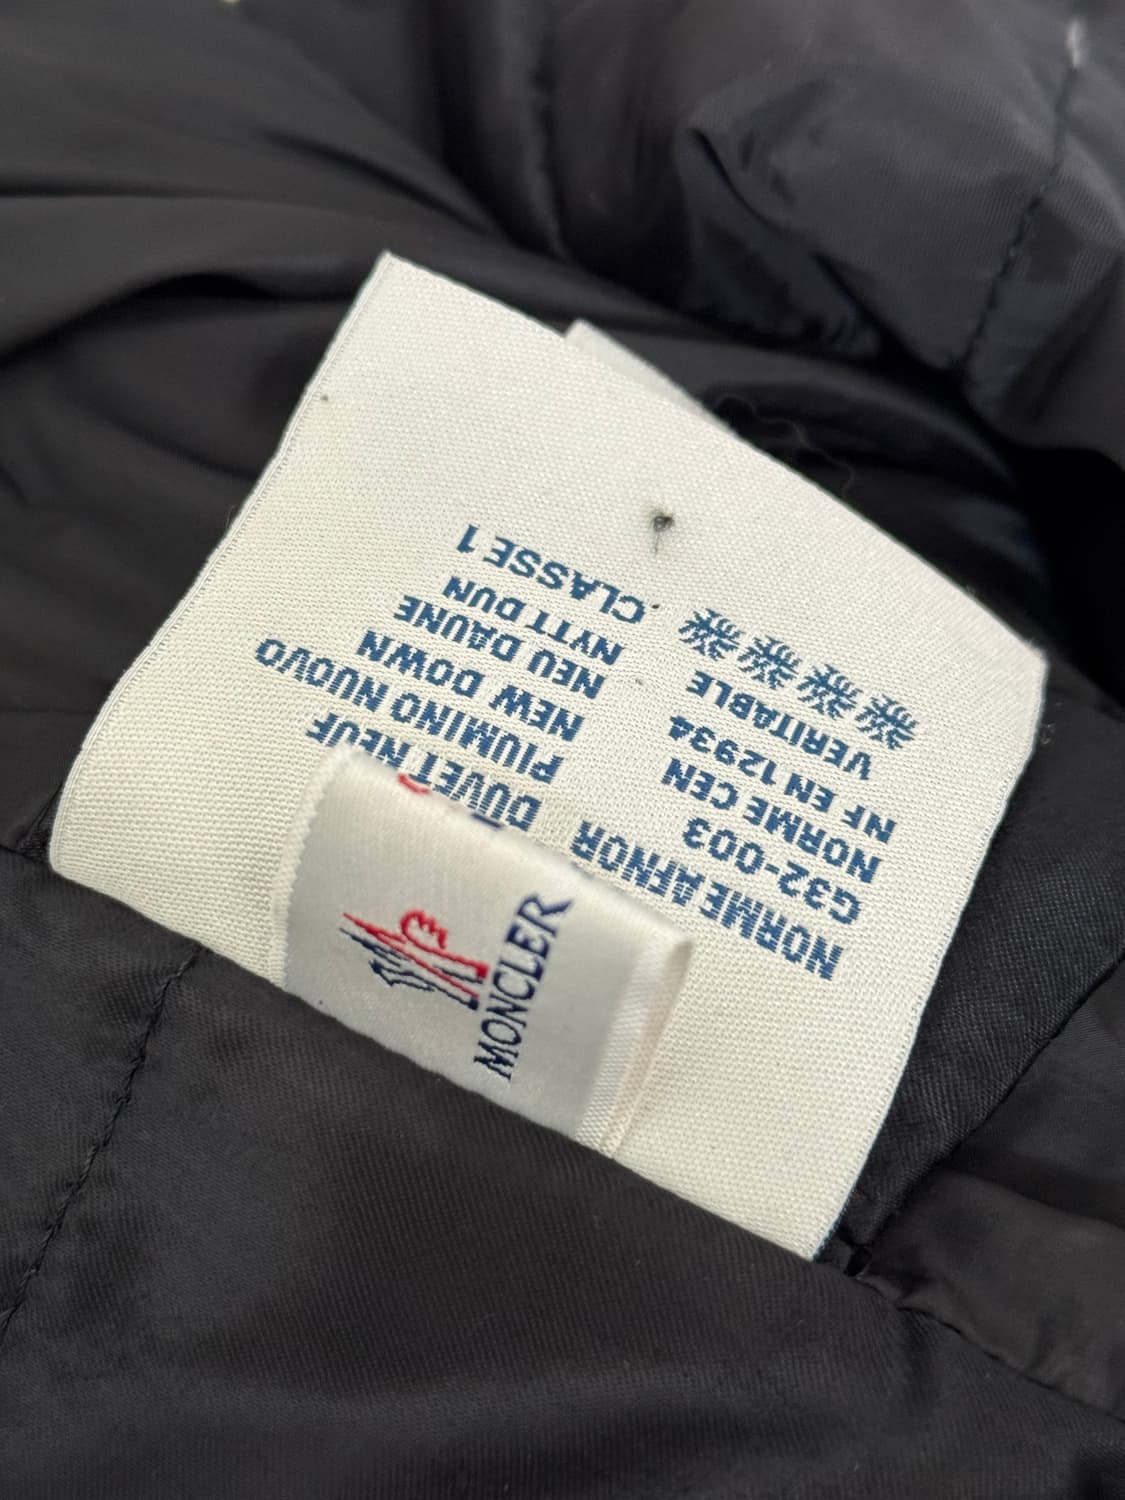 NORME AFNOR
G32-003
NORME CEN
NF EN 12934
VERITABLE
DUVET NEUF
PIUMINO NUOVO
NEW DOWN
NEU DAUNE
NYTT DUN
CLASSE 1
MONCLER